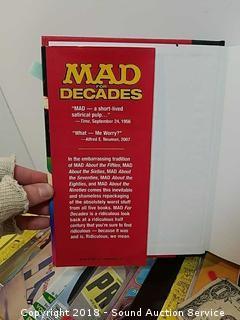 MAD
FOR
DECADES
"MAD — a short-lived
satirical pulp..."
—Time, September 24, 1956
"What — Me Worry?"
—Alfred E. Neuman, 2007
In the embarrassing tradition
of MAD About the Fifties, MAD
About the Sixties, MAD About
the Seventies, MAD About the
Eighties, and MAD About the
Nineties comes this inevitable
and shameless repackaging
of the absolutely worst stuff
from all five books. MAD For
Decades is a ridiculous look
back at a ridiculous half
century that you're sure to find
ridiculous — because it was
and is. Ridiculous, we mean.
Copyright 2018 - Sound Auction Service